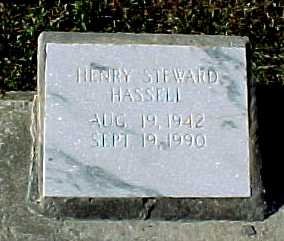 HENRY STEWARD
HASSELL
AUG. 19, 1942
SEPT. 19, 1990